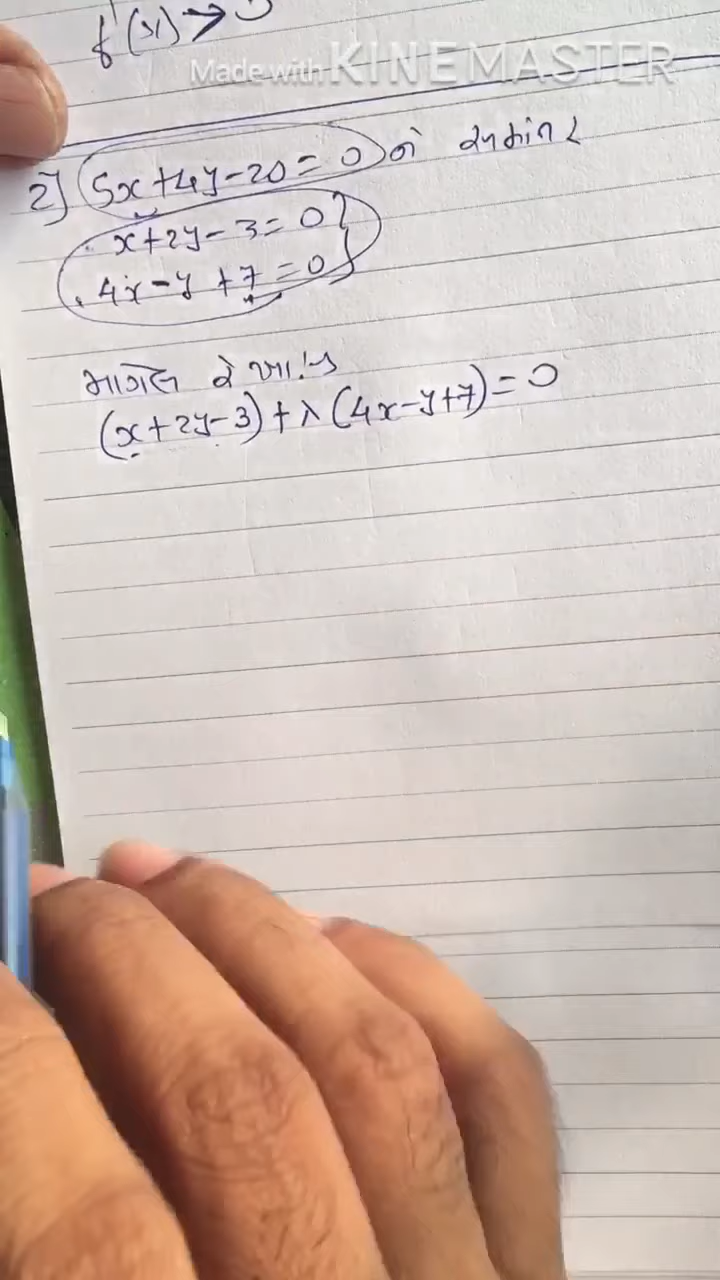 f(x) > 0
Made with KINEMASTER
2] 5x+4y-20=0 ને સમાંતર
x+2y-3=0
4x-y+7=0
માગેલ રેખા:-
(x+2y-3)+λ(4x-y+7)=0